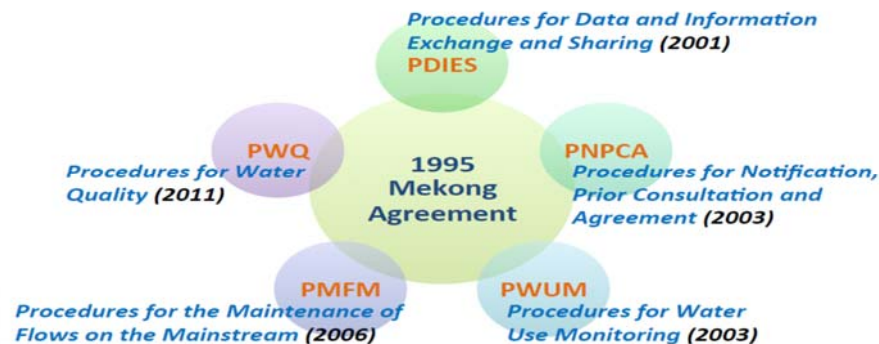 Procedures for Data and Information
Exchange and Sharing (2001)
PDIES
PWQ
Procedures for Water
Quality (2011)
1995
Mekong
Agreement
PNPCA
Procedures for Notification,
Prior Consultation and
Agreement (2003)
PMFM
Procedures for the Maintenance of
Flows on the Mainstream (2006)
PWUM
Procedures for Water
Use Monitoring (2003)